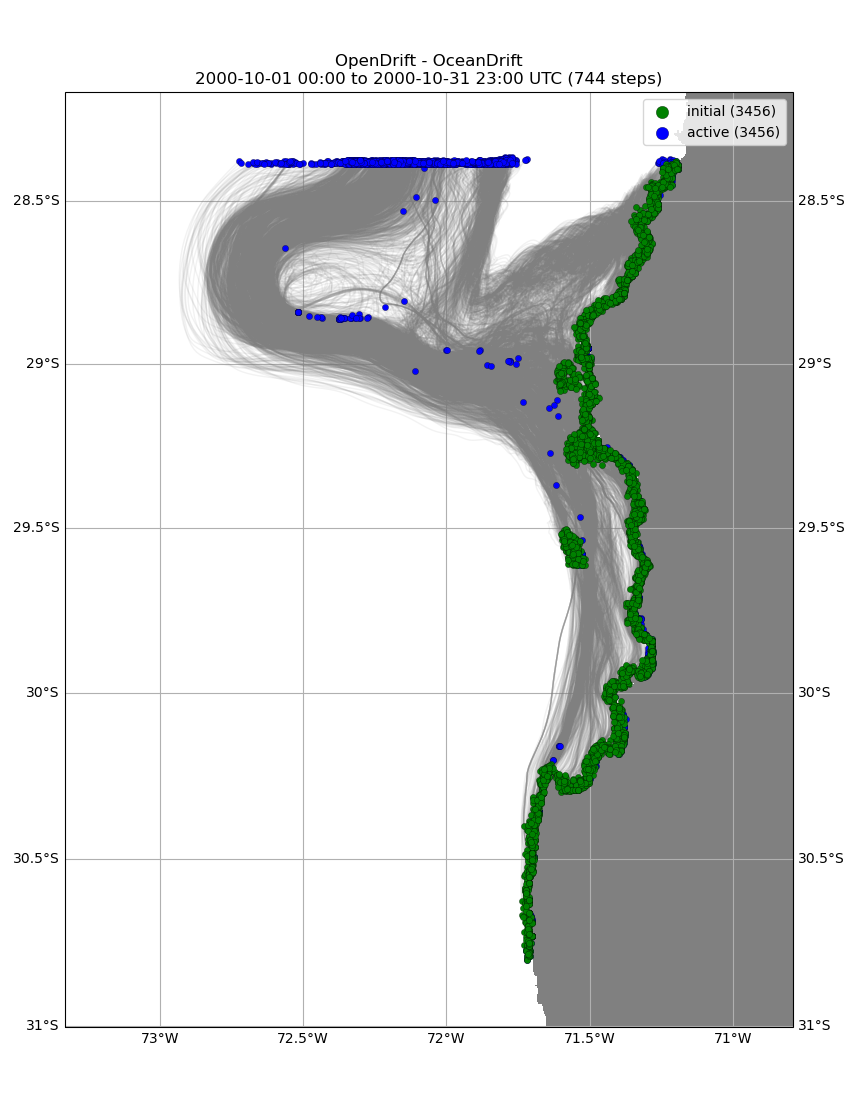 OpenDrift - OceanDrift
2000-10-01 00:00 to 2000-10-31 23:00 UTC (744 steps)
initial (3456)
active (3456)
28.5°S
28.5°S
29°S
29°S
29.5°S
29.5°S
30°S
30°S
30.5°S
30.5°S
31°S
31°S
73°W
72.5°W
72°W
71.5°W
71°W